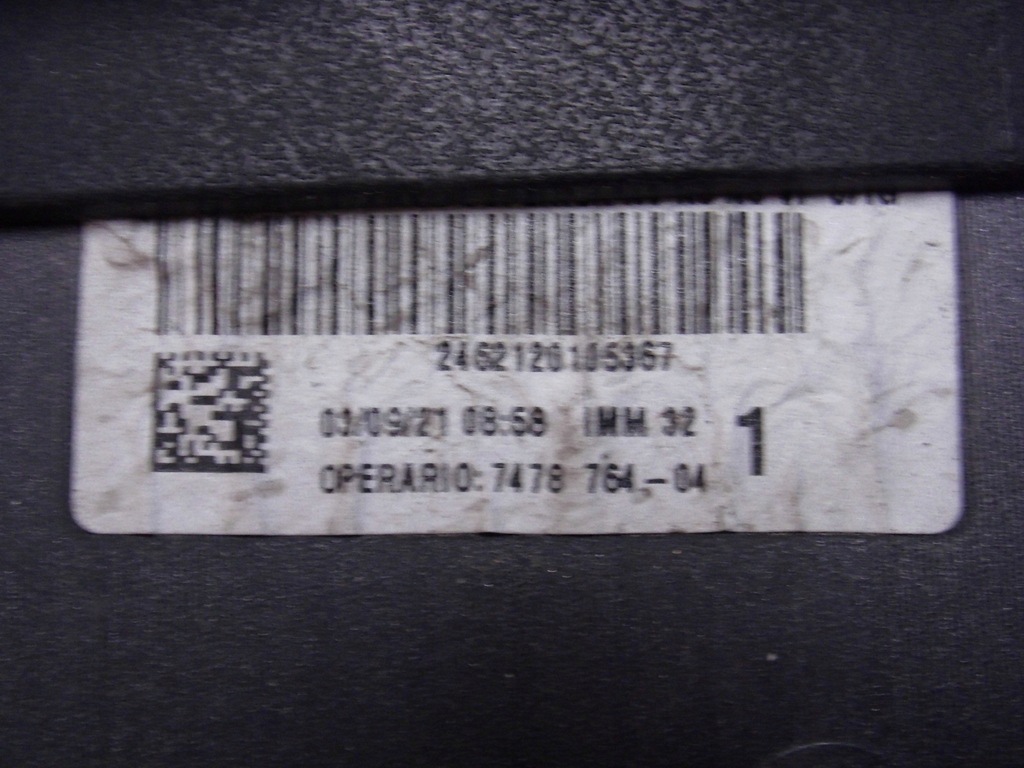 2462120105367
03/09/21 08:58 IMM 32
1
OPERARIO: 7478 764-04